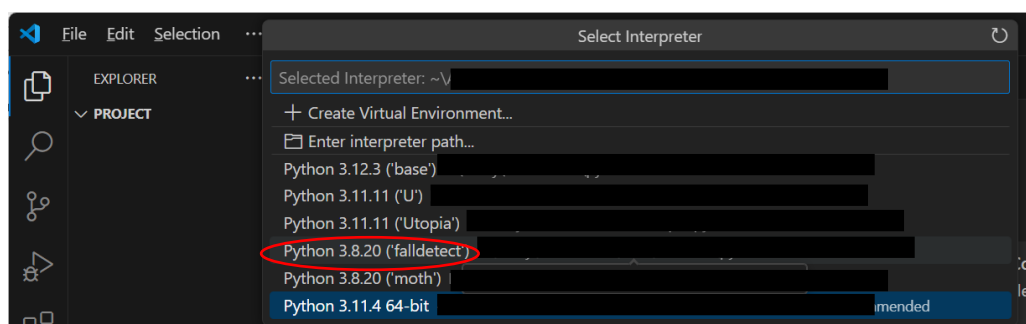 File Edit Selection ···
Select Interpreter
EXPLORER ···
PROJECT
Selected Interpreter: ~\
+ Create Virtual Environment...
Enter interpreter path...
Python 3.12.3 ('base')
Python 3.11.11 ('U')
Python 3.11.11 ('Utopia')
Python 3.8.20 ('falldetect')
Python 3.8.20 ('moth')
Python 3.11.4 64-bit